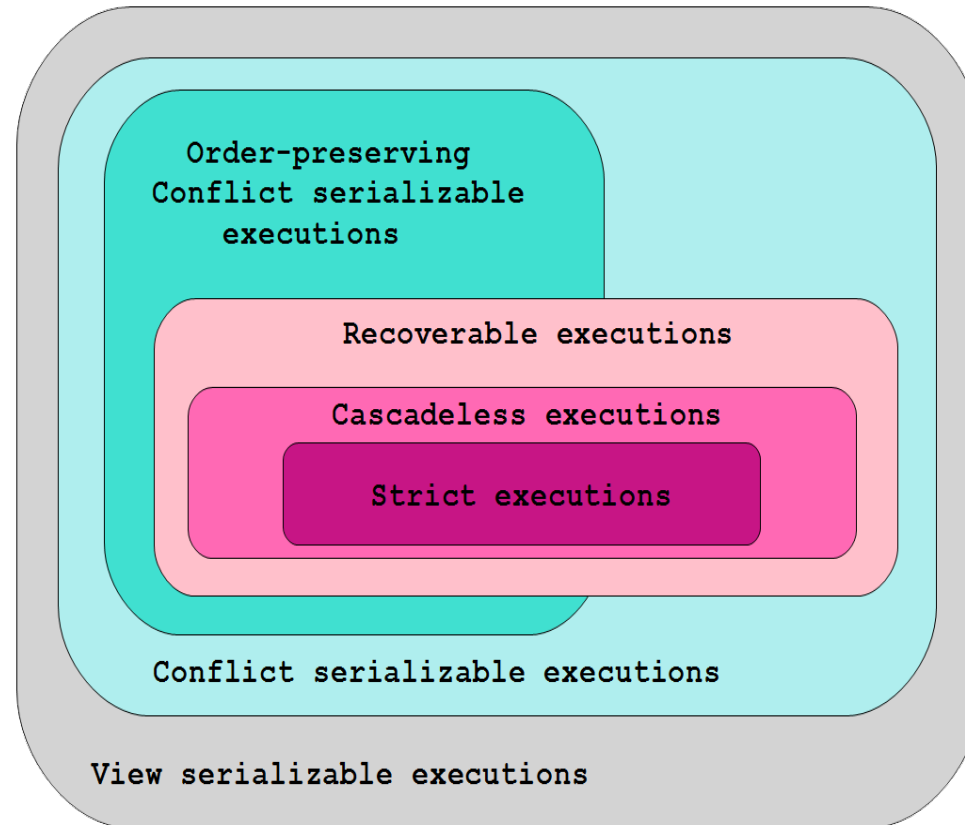 Order-preserving
Conflict serializable
executions
Recoverable executions
Cascadeless executions
Strict executions
Conflict serializable executions
View serializable executions